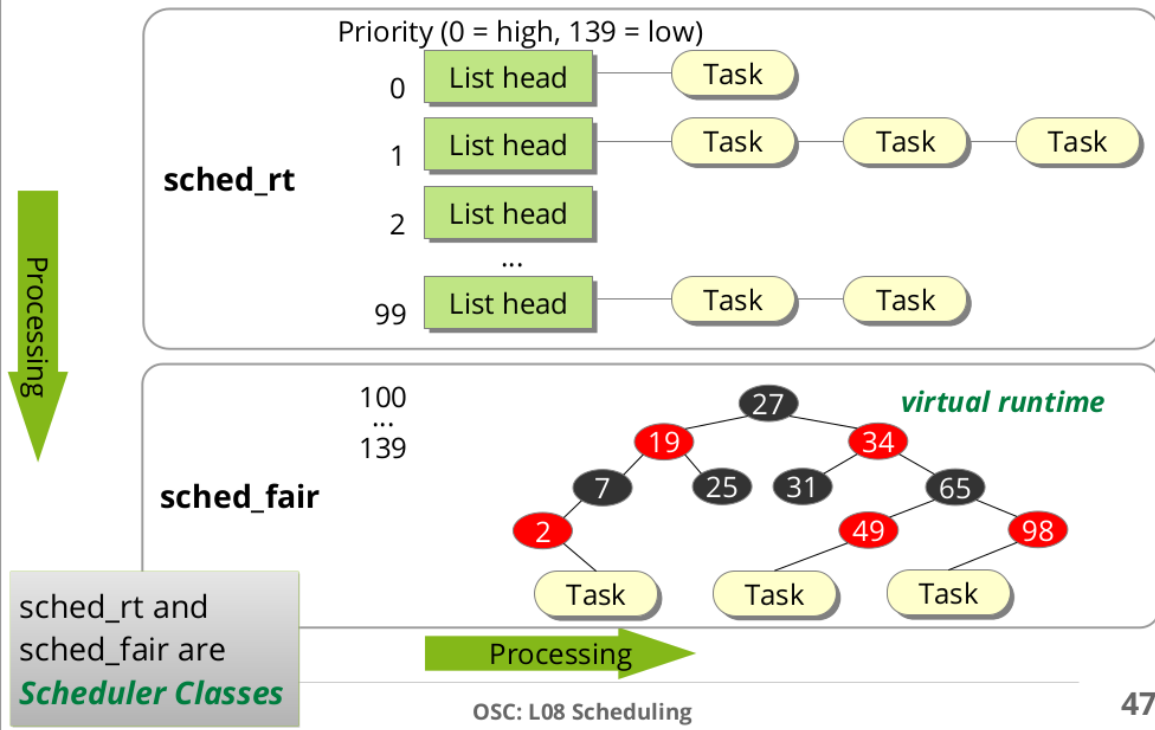 Priority (0 = high, 139 = low)
0 List head Task
1 List head Task Task Task
sched_rt
2 List head
...
99 List head Task Task
Processing
100
...
139
virtual runtime
27
19 34
7 25 31 65
sched_fair
2 49 98
Task Task Task
sched_rt and
sched_fair are
Scheduler Classes
Processing
OSC: L08 Scheduling
47